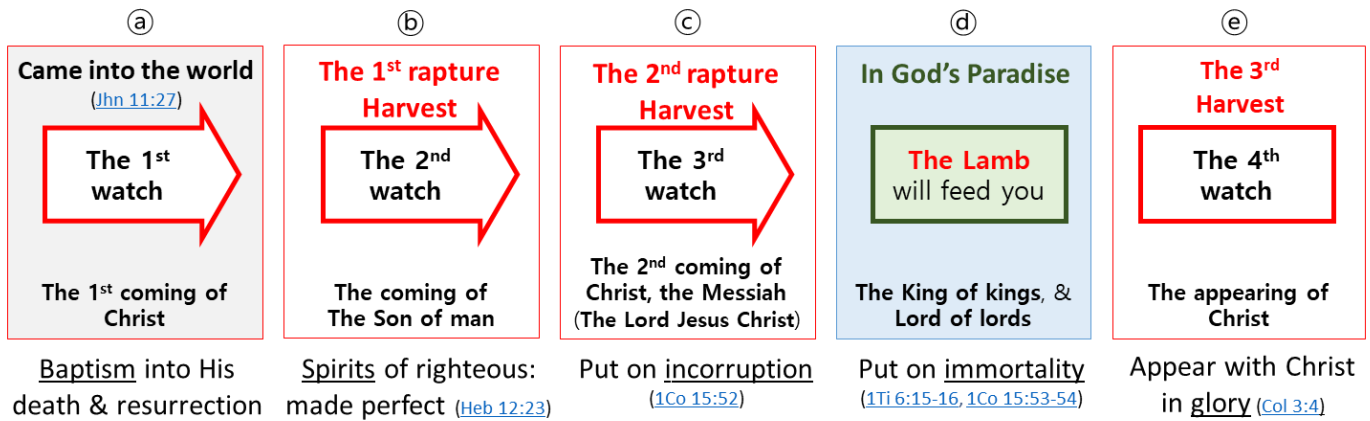 ⓐ
Came into the world
(Jhn 11:27)
The 1st
watch
The 1st coming of
Christ
Baptism into His
death & resurrection
ⓑ
The 1st rapture
Harvest
The 2nd
watch
The coming of
The Son of man
Spirits of righteous:
made perfect (Heb 12:23)
ⓒ
The 2nd rapture
Harvest
The 3rd
watch
The 2nd coming of
Christ, the Messiah
(The Lord Jesus Christ)
Put on incorruption
(1Co 15:52)
ⓓ
In God’s Paradise
The Lamb
will feed you
The King of kings, &
Lord of lords
Put on immortality
(1Ti 6:15-16, 1Co 15:53-54)
ⓔ
The 3rd
Harvest
The 4th
watch
The appearing of
Christ
Appear with Christ
in glory (Col 3:4)